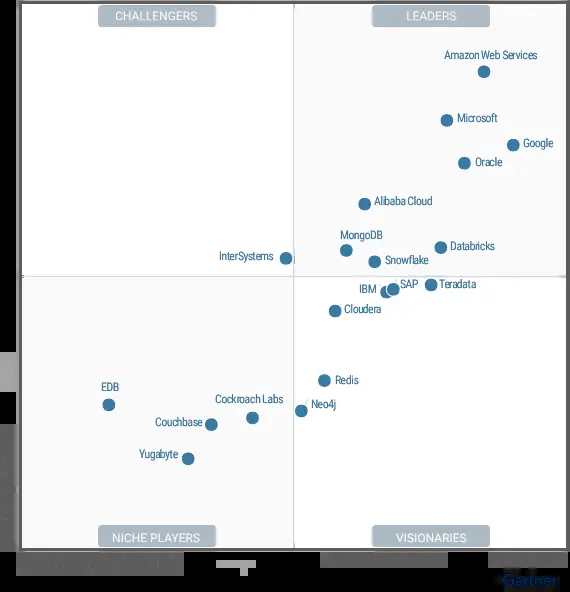 CHALLENGERS
LEADERS
Amazon Web Services
Microsoft
Google
Oracle
Alibaba Cloud
MongoDB
Databricks
InterSystems
Snowflake
IBM
SAP
Teradata
Cloudera
Redis
EDB
Cockroach Labs
Neo4j
Couchbase
Yugabyte
NICHE PLAYERS
VISIONARIES
Gartner